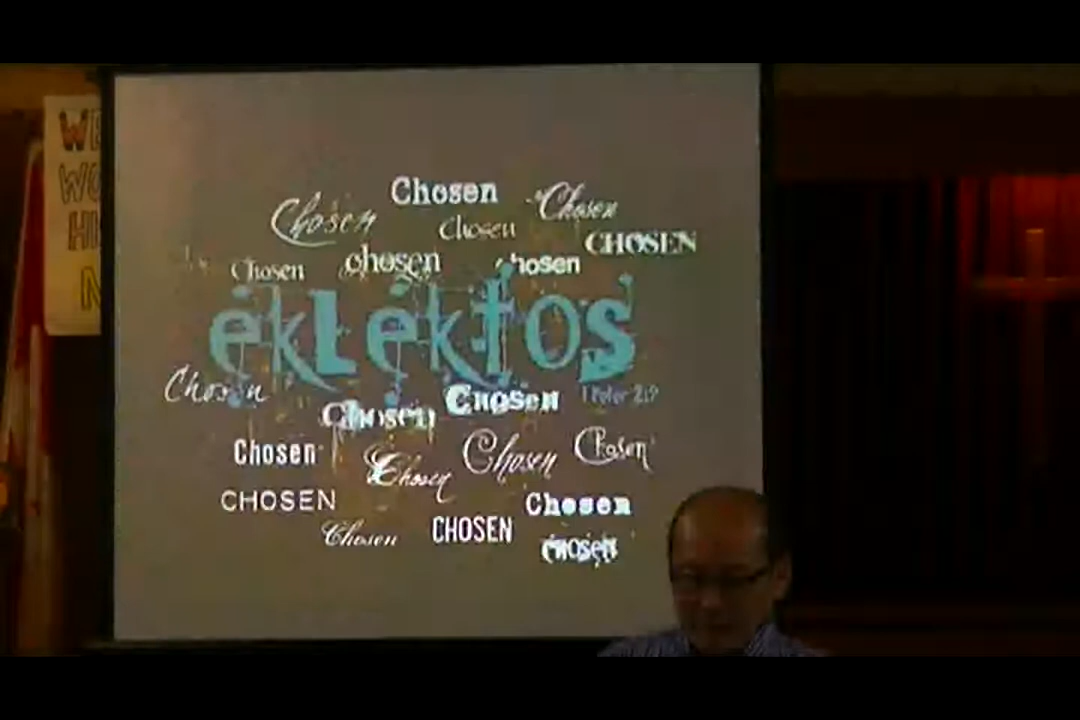 Chosen
Chosen Chosen
Chosen
CHOSEN
Chosen chosen chosen
eklektos
Chosen
Chosen Chosen 1 Peter 2:9
Chosen Chosen Chosen Chosen
CHOSEN Chosen
Chosen CHOSEN
CHOSEN